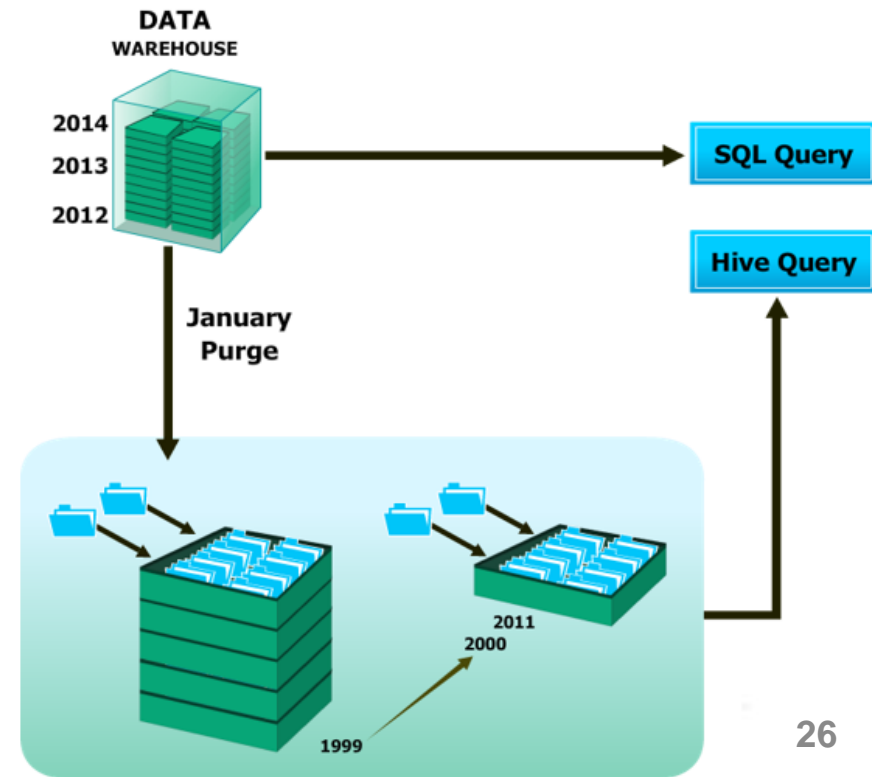 DATA
WAREHOUSE
2014
2013
2012
SQL Query
Hive Query
January
Purge
2011
2000
1999
26